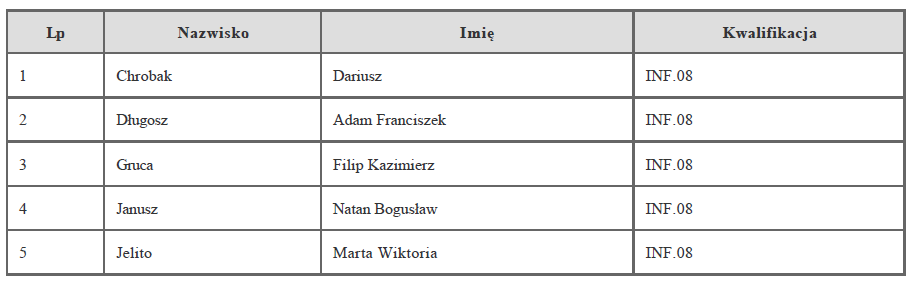 Lp Nazwisko Imię Kwalifikacja
1 Chrobak Dariusz INF.08
2 Długosz Adam Franciszek INF.08
3 Gruca Filip Kazimierz INF.08
4 Janusz Natan Bogusław INF.08
5 Jelito Marta Wiktoria INF.08